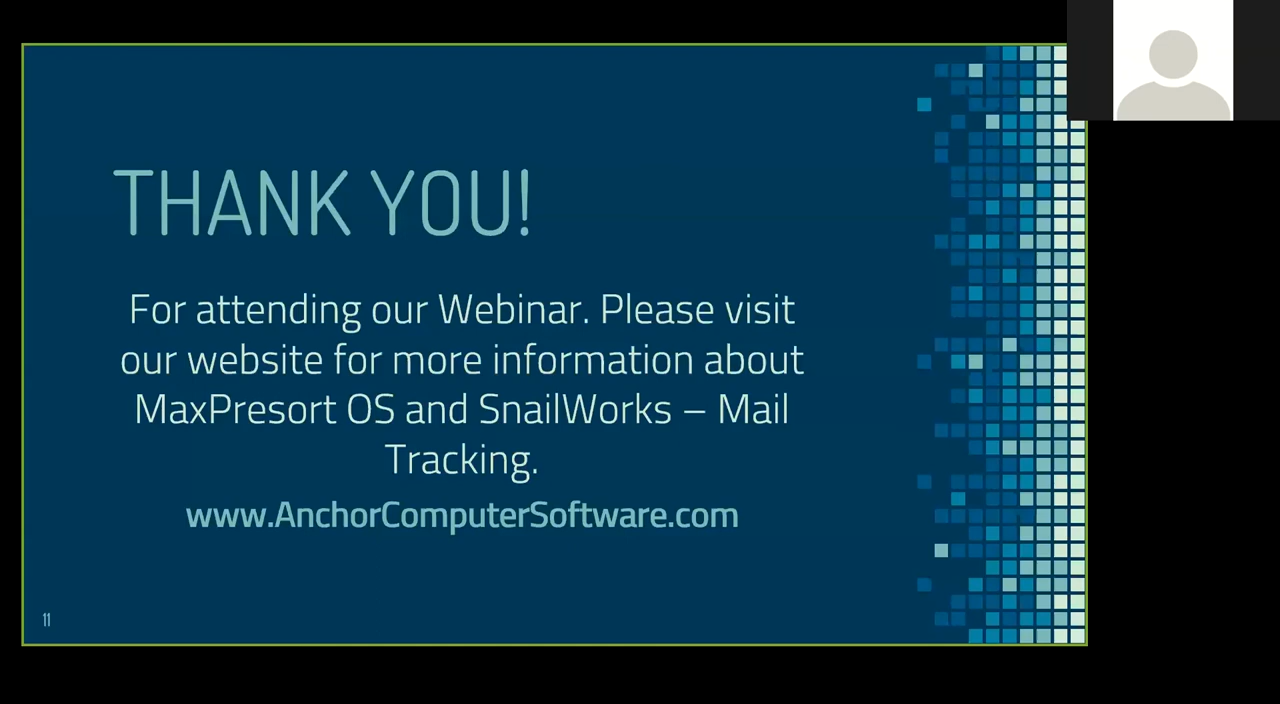 THANK YOU!
For attending our Webinar. Please visit
our website for more information about
MaxPresort OS and SnailWorks – Mail
Tracking.
www.AnchorComputerSoftware.com
11